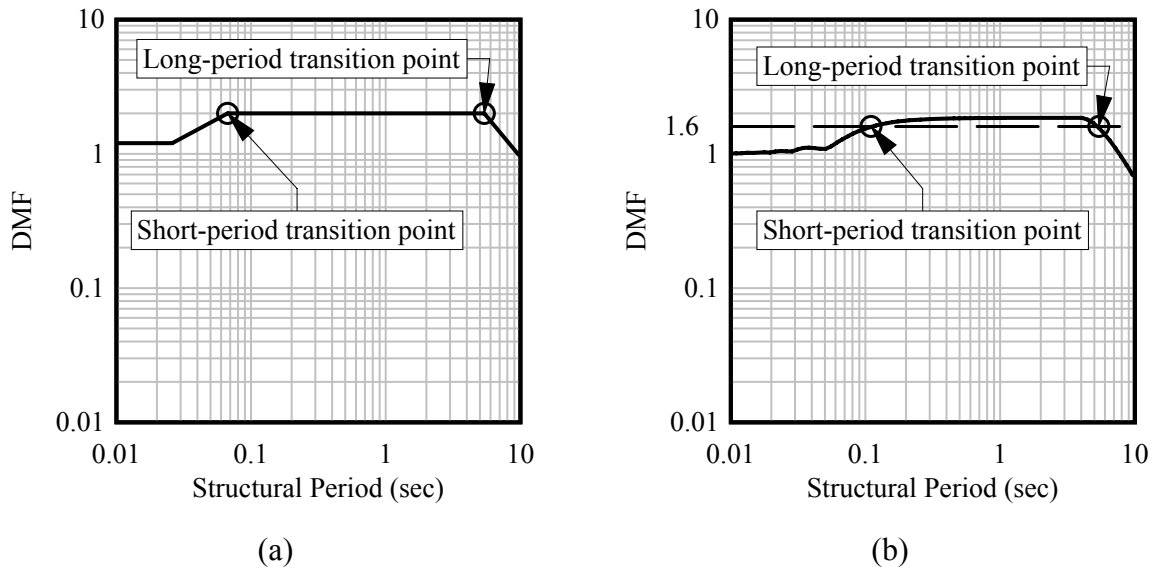 10
Long-period transition point
1
DMF
Short-period transition point
0.1
0.01
0.01
0.1
1
10
Structural Period (sec)
(a)
10
Long-period transition point
1.6
1
DMF
Short-period transition point
0.1
0.01
0.01
0.1
1
10
Structural Period (sec)
(b)